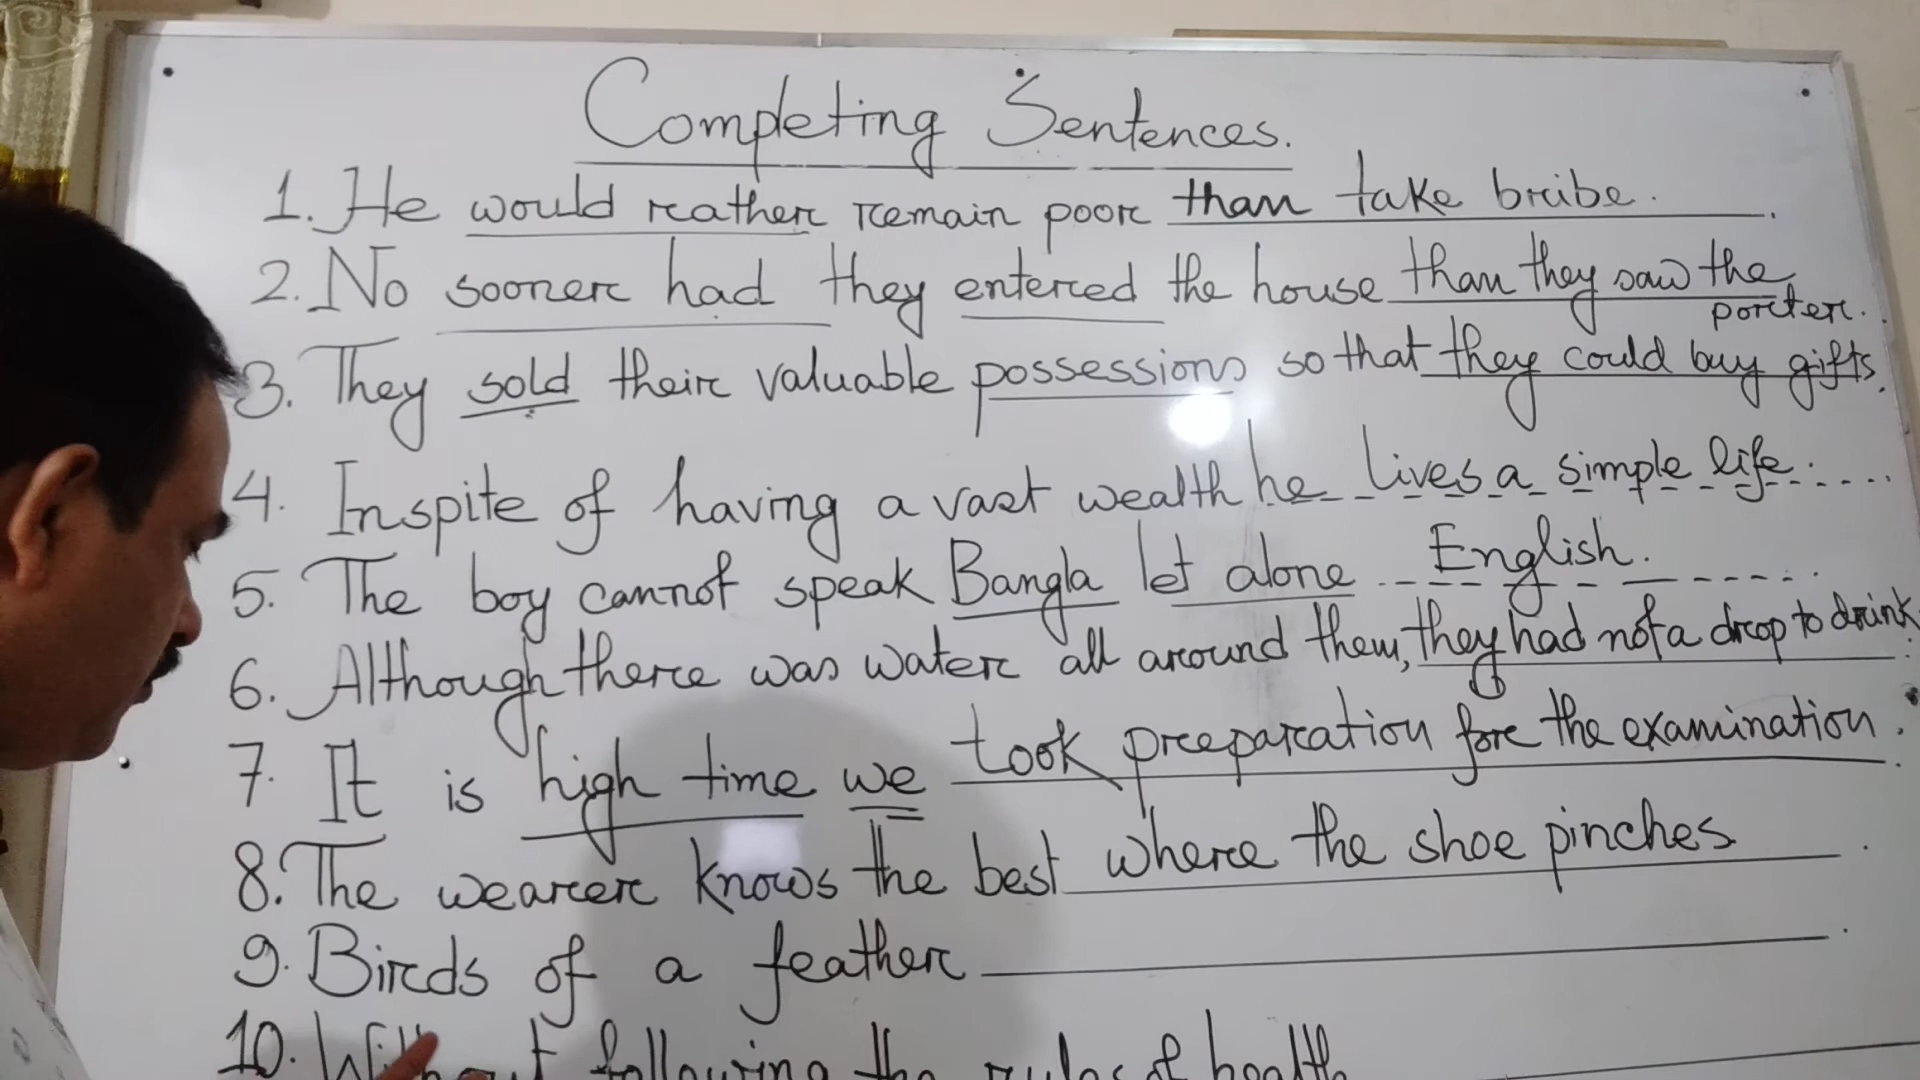 Completing Sentences.
1. He would rather remain poor than take bribe.
2. No sooner had they entered the house than they saw the
porter.
3. They sold their valuable possessions so that they could buy gifts.
4. Inspite of having a vast wealth he lives a simple life.
5. The boy cannot speak Bangla let alone English.
6. Although there was water all around them, they had not a drop to drink.
7. It is high time we took preparation for the examination.
8. The wearer knows the best where the shoe pinches.
9. Birds of a feather ________.
10. Without following the rules of health